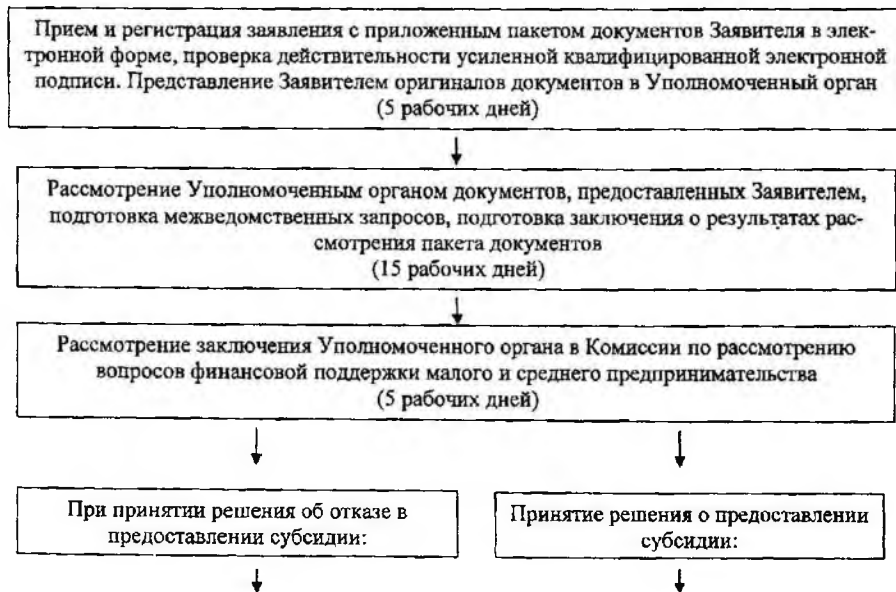 Прием и регистрация заявления с приложенным пакетом документов Заявителя в элек-
тронной форме, проверка действительности усиленной квалифицированной электронной
подписи. Представление Заявителем оригиналов документов в Уполномоченный орган
(5 рабочих дней)
Рассмотрение Уполномоченным органом документов, предоставленных Заявителем,
подготовка межведомственных запросов, подготовка заключения о результатах рас-
смотрения пакета документов
(15 рабочих дней)
Рассмотрение заключения Уполномоченного органа в Комиссии по рассмотрению
вопросов финансовой поддержки малого и среднего предпринимательства
(5 рабочих дней)
При принятии решения об отказе в
предоставлении субсидии:
Принятие решения о предоставлении
субсидии: